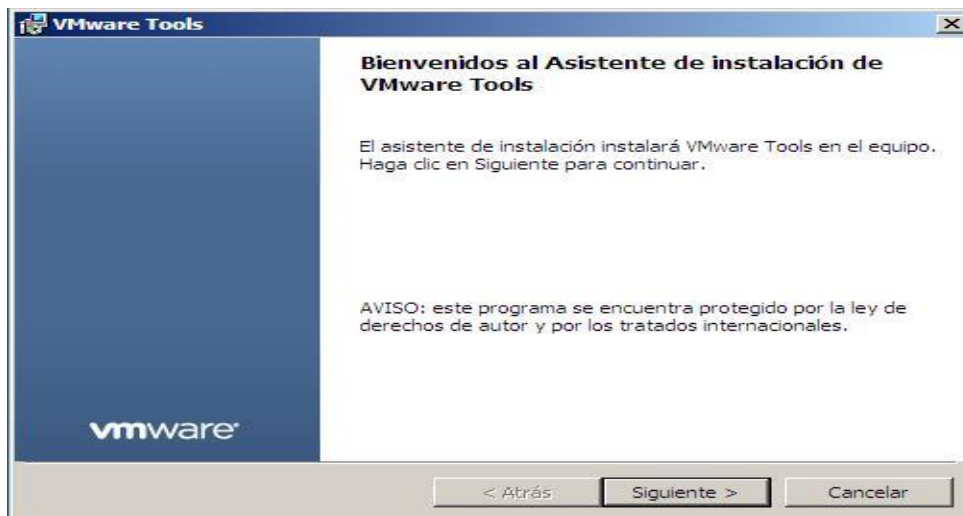 VMware Tools
Bienvenidos al Asistente de instalación de
VMware Tools
El asistente de instalación instalará VMware Tools en el equipo.
Haga clic en Siguiente para continuar.
AVISO: este programa se encuentra protegido por la ley de
derechos de autor y por los tratados internacionales.
vmware
< Atrás
Siguiente >
Cancelar